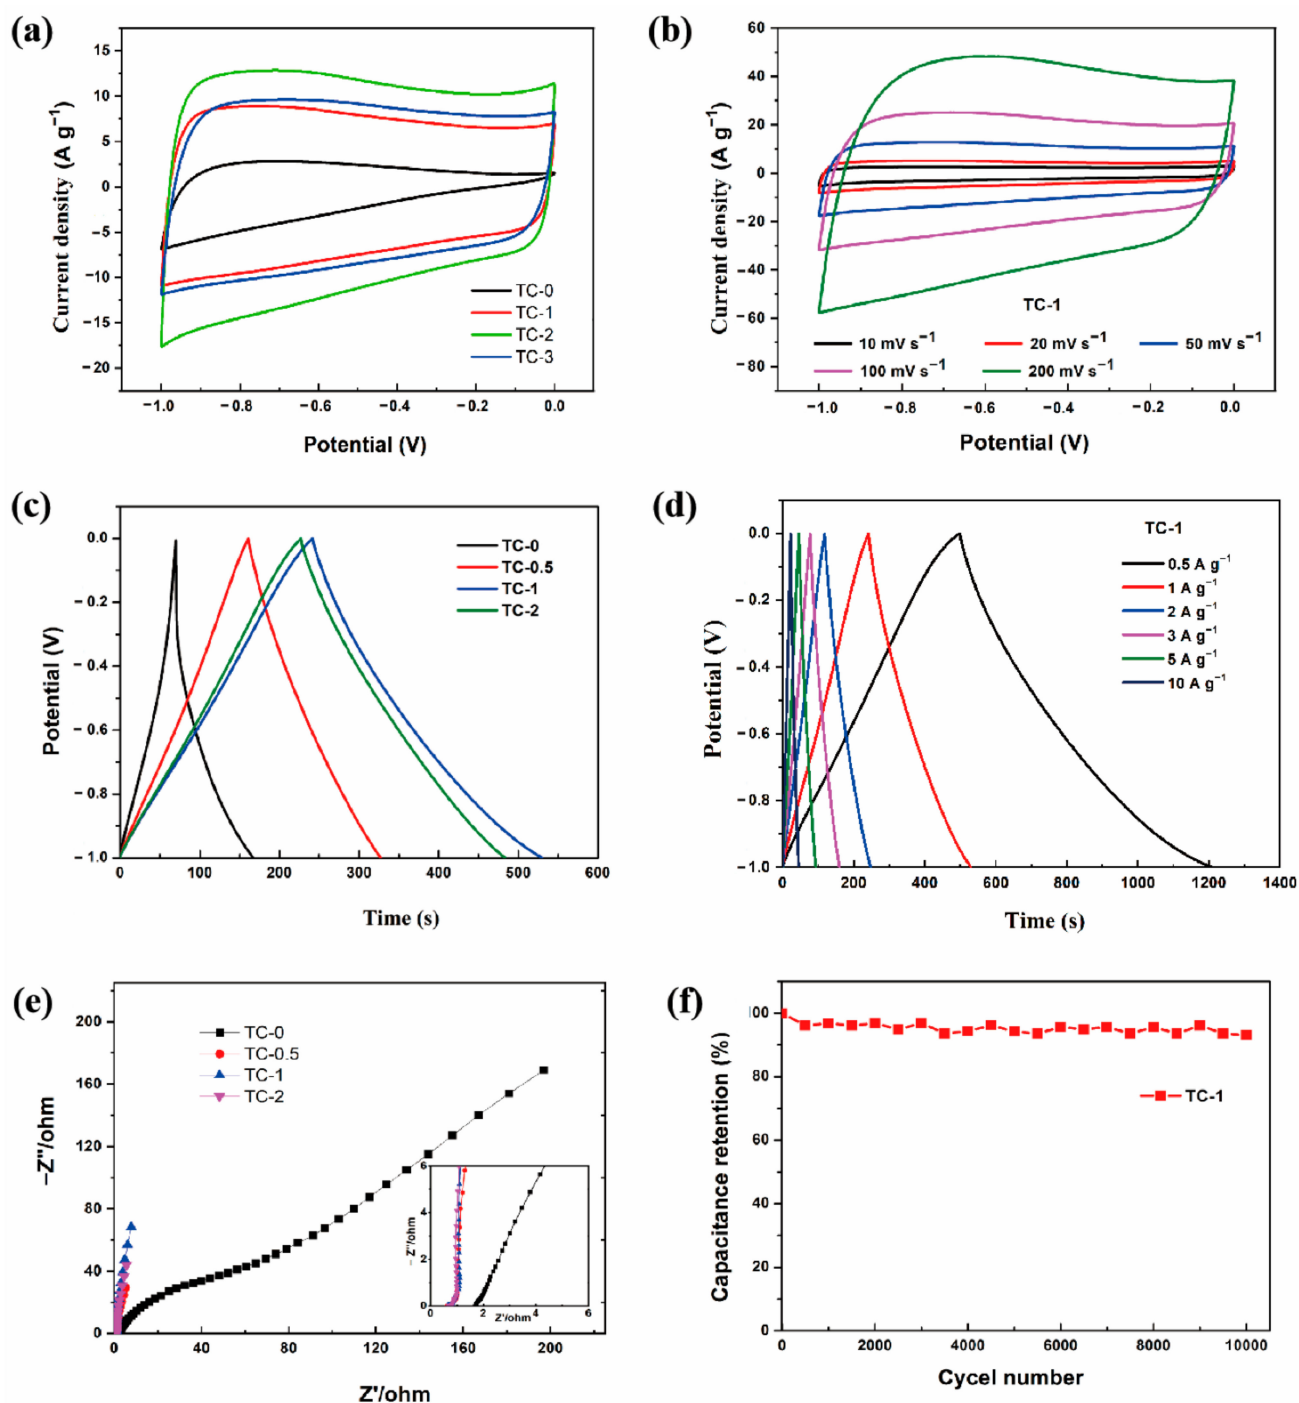 (a)
15
10
5
0
−5
−10
−15
−20
Current density (A g⁻¹)
TC-0
TC-1
TC-2
TC-3
−1.0 −0.8 −0.6 −0.4 −0.2 0.0
Potential (V)
(b)
60
40
20
0
−20
−40
−60
−80
Current density (A g⁻¹)
TC-1
10 mV s⁻¹ 20 mV s⁻¹ 50 mV s⁻¹
100 mV s⁻¹ 200 mV s⁻¹
−1.0 −0.8 −0.6 −0.4 −0.2 0.0
Potential (V)
(c)
0.0
−0.2
−0.4
−0.6
−0.8
−1.0
Potential (V)
TC-0
TC-0.5
TC-1
TC-2
0 100 200 300 400 500 600
Time (s)
(d)
0.0
−0.2
−0.4
−0.6
−0.8
−1.0
Potential (V)
TC-1
0.5 A g⁻¹
1 A g⁻¹
2 A g⁻¹
3 A g⁻¹
5 A g⁻¹
10 A g⁻¹
0 200 400 600 800 1000 1200 1400
Time (s)
(e)
200
160
120
80
40
0
−Z''/ohm
TC-0
TC-0.5
TC-1
TC-2
6
4
2
0
− Z''/ohm
0 2 4 6
Z'/ohm
0 40 80 120 160 200
Z'/ohm
(f)
100
80
60
40
20
0
Capacitance retention (%)
TC-1
0 2000 4000 6000 8000 10000
Cycel number